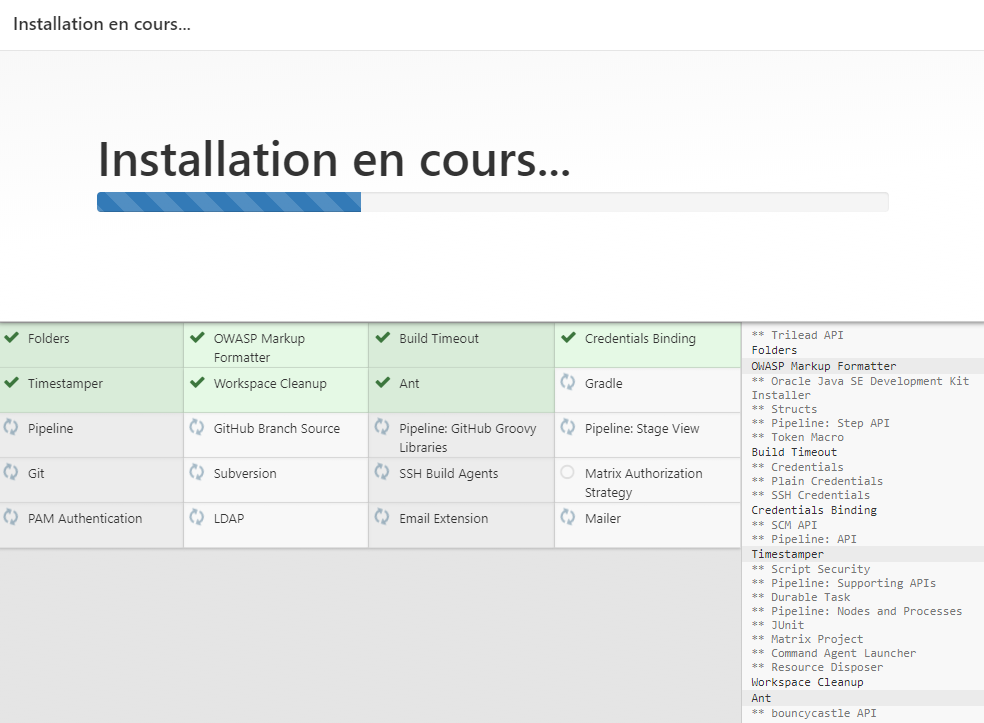 Installation en cours...
Installation en cours...
Folders
OWASP Markup
Formatter
Build Timeout
Credentials Binding
Timestamper
Workspace Cleanup
Ant
Gradle
Pipeline
GitHub Branch Source
Pipeline: GitHub Groovy
Libraries
Pipeline: Stage View
Git
Subversion
SSH Build Agents
Matrix Authorization
Strategy
PAM Authentication
LDAP
Email Extension
Mailer
** Trilead API
Folders
OWASP Markup Formatter
** Oracle Java SE Development Kit
Installer
** Structs
** Pipeline: Step API
** Token Macro
Build Timeout
** Credentials
** Plain Credentials
** SSH Credentials
Credentials Binding
** SCM API
** Pipeline: API
Timestamper
** Script Security
** Pipeline: Supporting APIs
** Durable Task
** Pipeline: Nodes and Processes
** JUnit
** Matrix Project
** Command Agent Launcher
** Resource Disposer
Workspace Cleanup
Ant
** bouncycastle API